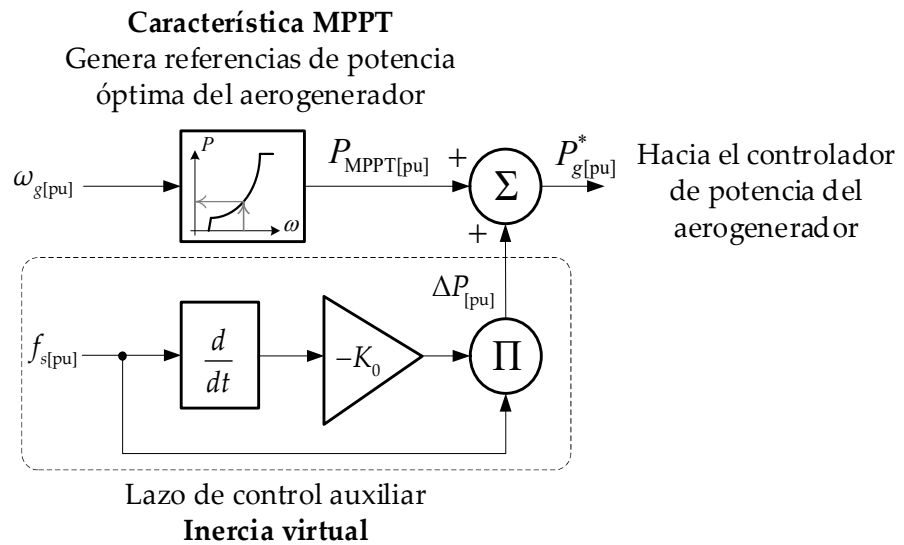 Característica MPPT
Genera referencias de potencia
óptima del aerogenerador
P
ω
ω_g[pu]
P_MPPT[pu]
+
Σ
+
P*_g[pu]
Hacia el controlador
de potencia del
aerogenerador
ΔP_[pu]
f_s[pu]
d
dt
−K_0
Π
Lazo de control auxiliar
Inercia virtual